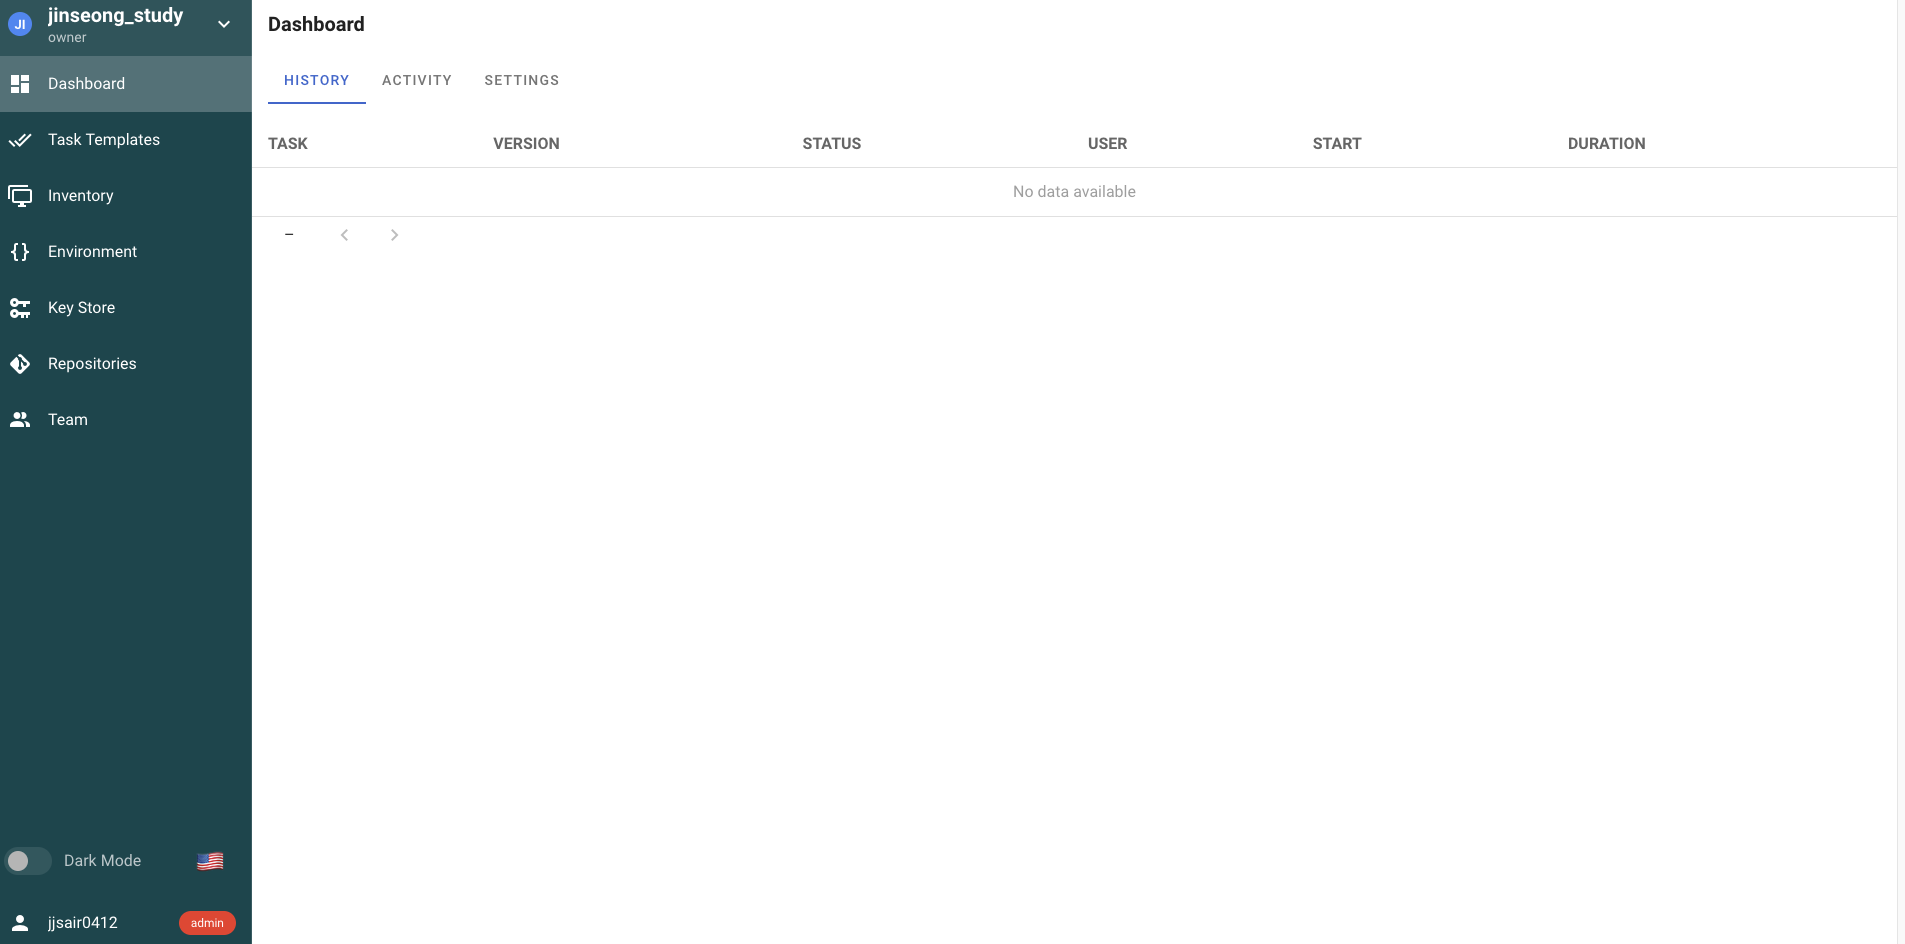 JI
jinseong_study
owner
Dashboard
Task Templates
Inventory
Environment
Key Store
Repositories
Team
Dark Mode
jjsair0412 admin
Dashboard
HISTORY ACTIVITY SETTINGS
TASK VERSION STATUS USER START DURATION
No data available
–